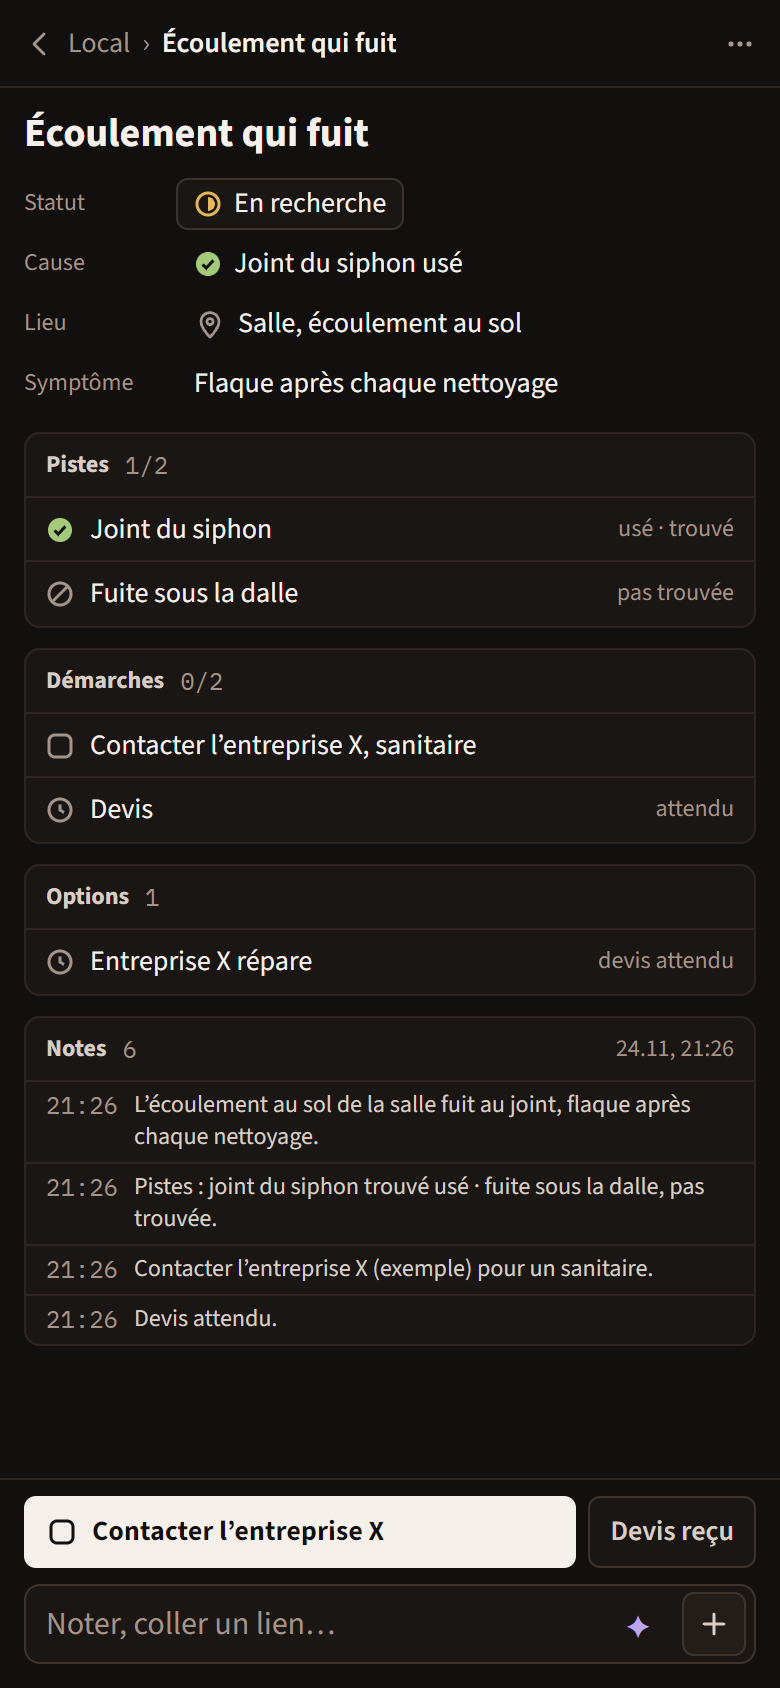 Local › Écoulement qui fuit
Écoulement qui fuit
Statut En recherche
Cause Joint du siphon usé
Lieu Salle, écoulement au sol
Symptôme Flaque après chaque nettoyage
Pistes 1/2
Joint du siphon usé · trouvé
Fuite sous la dalle pas trouvée
Démarches 0/2
Contacter l’entreprise X, sanitaire
Devis attendu
Options 1
Entreprise X répare devis attendu
Notes 6 24.11, 21:26
21:26 L’écoulement au sol de la salle fuit au joint, flaque après
chaque nettoyage.
21:26 Pistes : joint du siphon trouvé usé · fuite sous la dalle, pas
trouvée.
21:26 Contacter l’entreprise X (exemple) pour un sanitaire.
21:26 Devis attendu.
Contacter l’entreprise X Devis reçu
Noter, coller un lien…